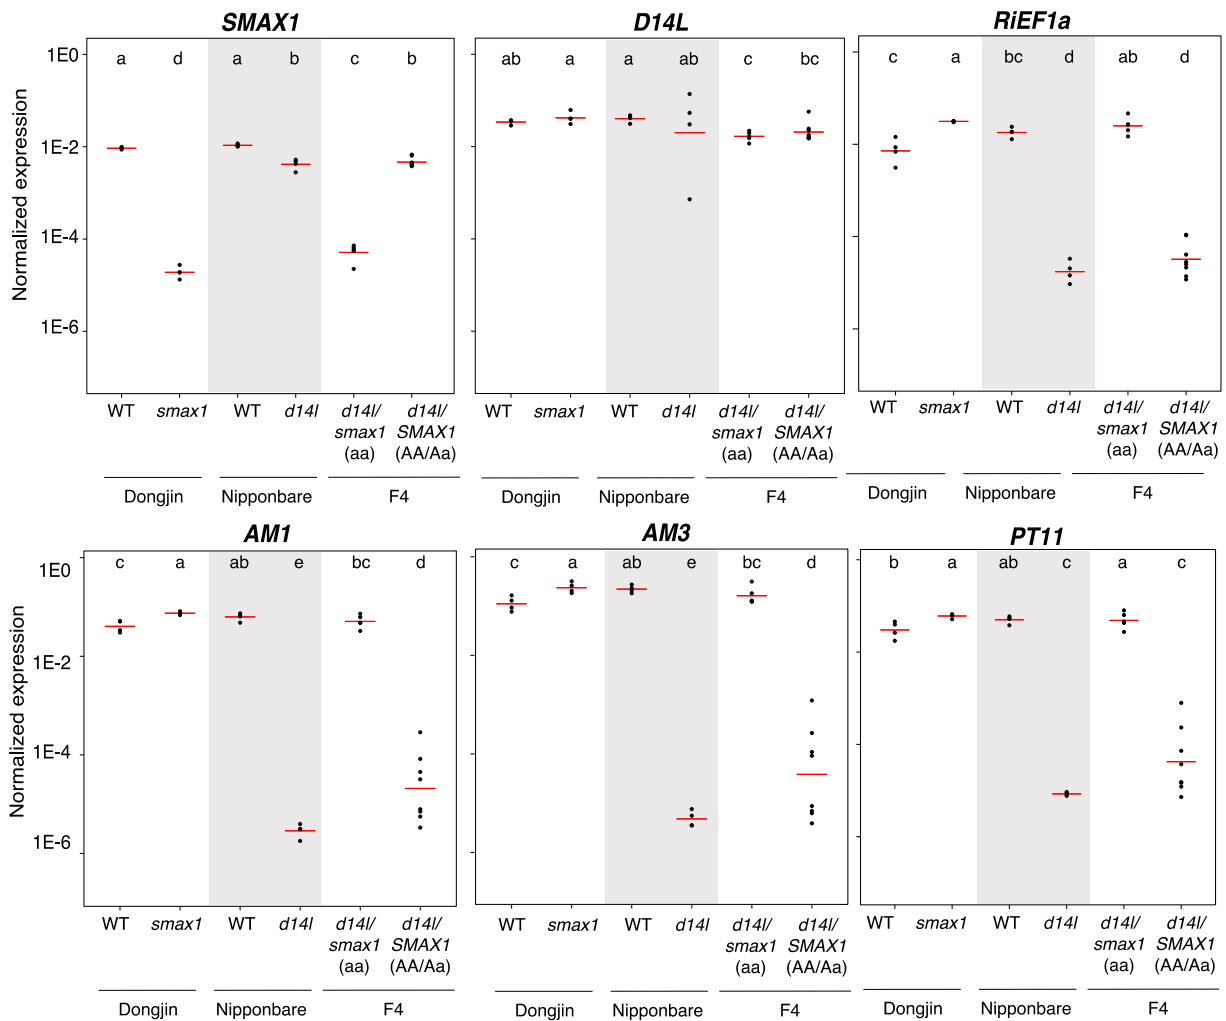 SMAX1 D14L RiEF1a
Normalized expression
1E0
1E-2
1E-4
1E-6
a d a b c b
ab a a ab c bc
c a bc d ab d
WT smax1 WT d14l d14l/ d14l/
smax1 SMAX1
(aa) (AA/Aa)
WT smax1 WT d14l d14l/ d14l/
smax1 SMAX1
(aa) (AA/Aa)
WT smax1 WT d14l d14l/ d14l/
smax1 SMAX1
(aa) (AA/Aa)
Dongjin Nipponbare F4
Dongjin Nipponbare F4
Dongjin Nipponbare F4
AM1 AM3 PT11
Normalized expression
1E0
1E-2
1E-4
1E-6
c a ab e bc d
c a ab e bc d
b a ab c a c
WT smax1 WT d14l d14l/ d14l/
smax1 SMAX1
(aa) (AA/Aa)
WT smax1 WT d14l d14l/ d14l/
smax1 SMAX1
(aa) (AA/Aa)
WT smax1 WT d14l d14l/ d14l/
smax1 SMAX1
(aa) (AA/Aa)
Dongjin Nipponbare F4
Dongjin Nipponbare F4
Dongjin Nipponbare F4